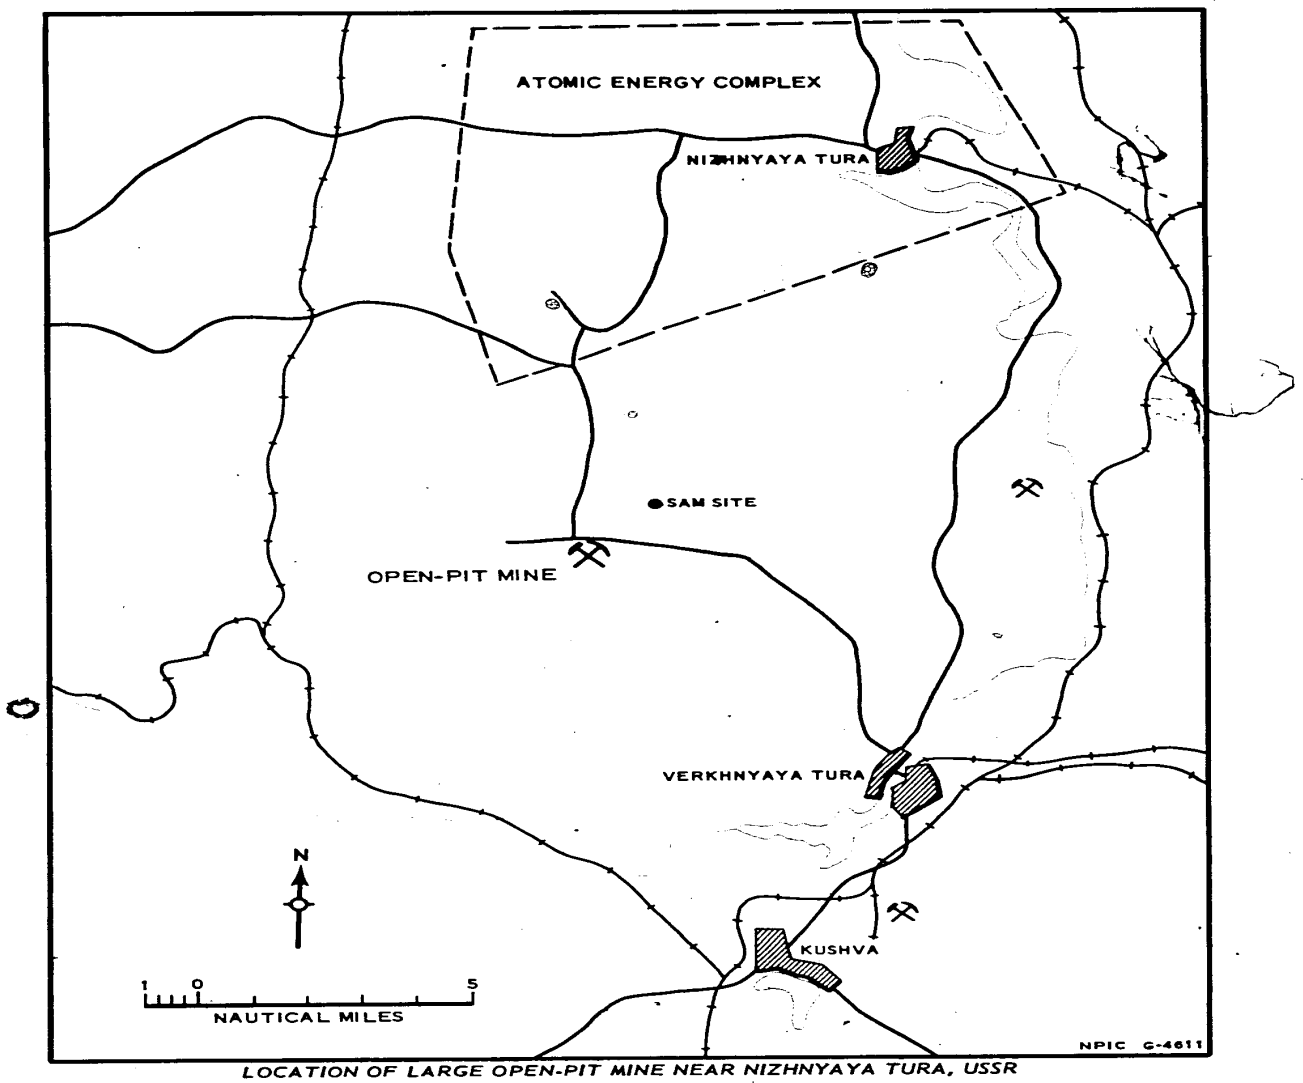 ATOMIC ENERGY COMPLEX
NIZHNYAYA TURA
SAM SITE
OPEN-PIT MINE
VERKHNYAYA TURA
N
KUSHVA
1 0 5
NAUTICAL MILES
NPIC G-4611
LOCATION OF LARGE OPEN-PIT MINE NEAR NIZHNYAYA TURA, USSR